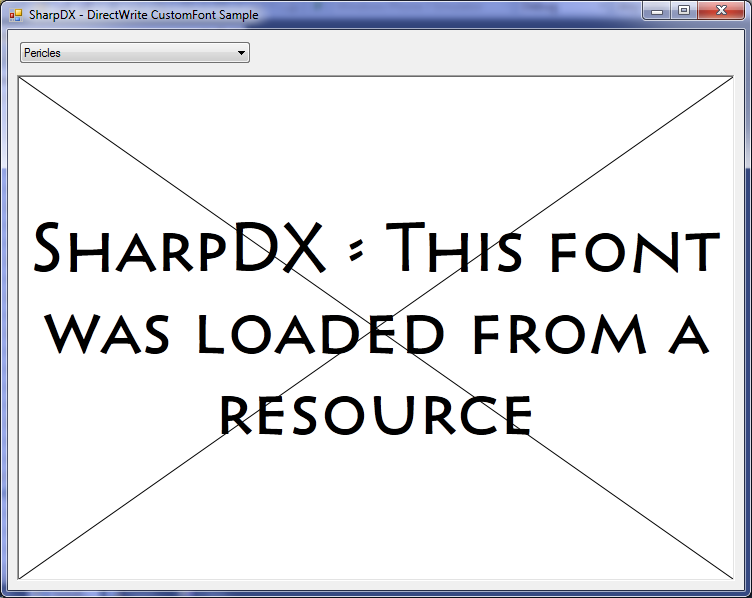 SharpDX - DirectWrite CustomFont Sample
Pericles
SharpDX : This font
was loaded from a
resource